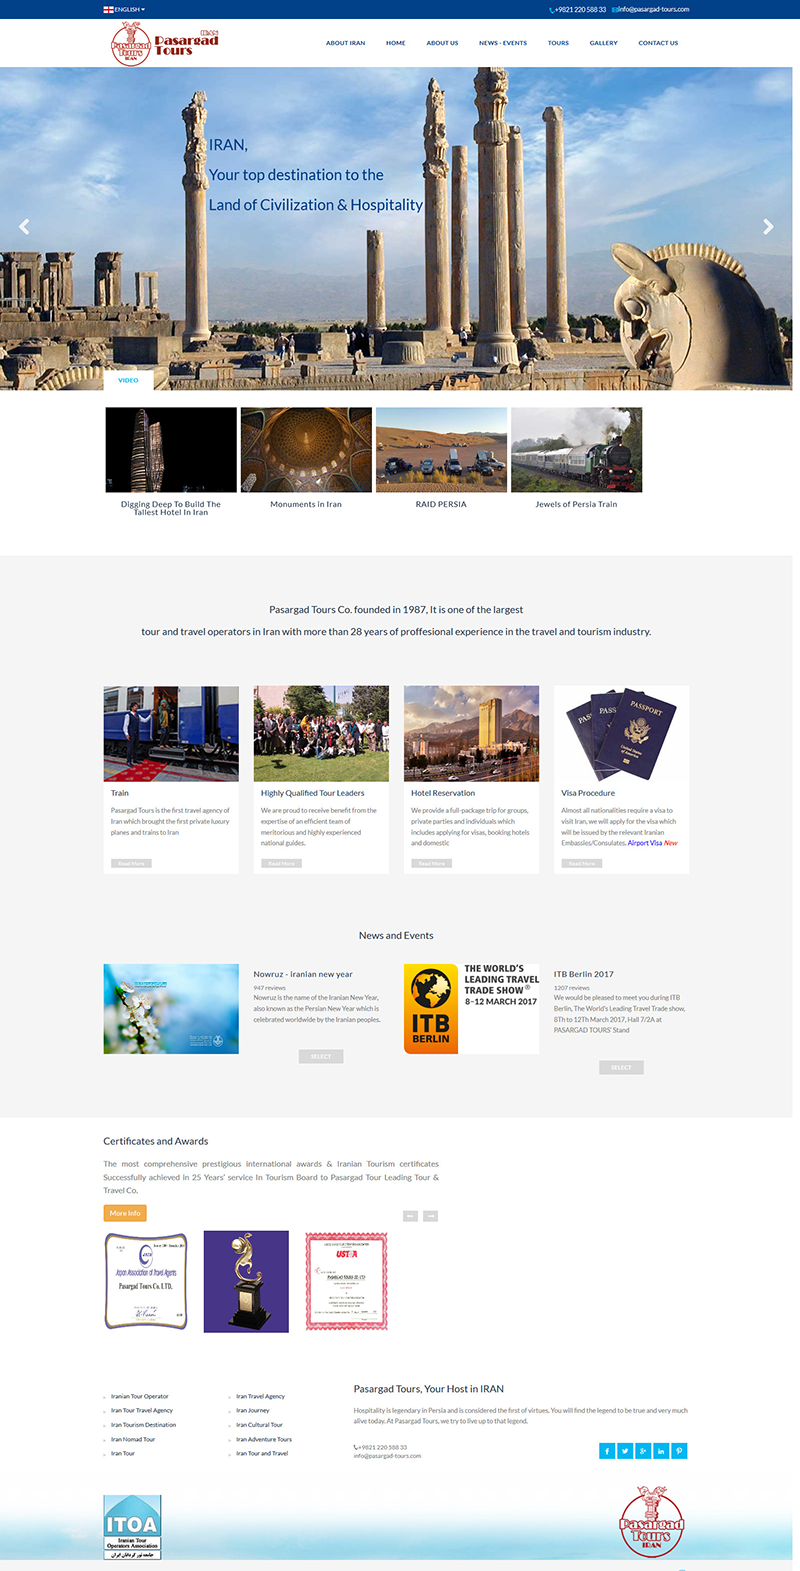 ENGLISH
+9821 220 588 33 info@pasargad-tours.com
Pasargad
Tours
IRAN
Pasargad
Tours
IRAN
ABOUT IRAN HOME ABOUT US NEWS - EVENTS TOURS GALLERY CONTACT US
IRAN,
Your top destination to the
Land of Civilization & Hospitality
VIDEO
Digging Deep To Build The
Tallest Hotel In Iran
Monuments in Iran
RAID PERSIA
Jewels of Persia Train
Pasargad Tours Co. founded in 1987, It is one of the largest
tour and travel operators in Iran with more than 28 years of proffesional experience in the travel and tourism industry.
Train
Pasargad Tours is the first travel agency of
Iran which brought the first private luxury
planes and trains to Iran
Read More
Highly Qualified Tour Leaders
We are proud to receive benefit from the
expertise of an efficient team of
meritorious and highly experienced
national guides.
Read More
Hotel Reservation
We provide a full-package trip for groups,
private parties and individuals which
includes applying for visas, booking hotels
and domestic
Read More
PASSPORT
United States
of America
Visa Procedure
Almost all nationalities require a visa to
visit Iran, we will apply for the visa which
will be issued by the relevant Iranian
Embassies/Consulates. Airport Visa New
Read More
News and Events
Nowruz - iranian new year
947 reviews
Nowruz is the name of the Iranian New Year,
also known as the Persian New Year which is
celebrated worldwide by the Iranian peoples.
SELECT
ITB
BERLIN
THE WORLD'S
LEADING TRAVEL
TRADE SHOW®
8–12 MARCH 2017
ITB Berlin 2017
1207 reviews
We would be pleased to meet you during ITB
Berlin, The World's Leading Travel Trade show,
8Th to 12Th March 2017, Hall 7/2A at
PASARGAD TOURS' Stand
SELECT
Certificates and Awards
The most comprehensive prestigious international awards & Iranian Tourism certificates
Successfully achieved in 25 Years' service In Tourism Board to Pasargad Tour Leading Tour &
Travel Co.
More Info
Japan Association of Travel Agents
Pasargad Tours Co. LTD.
PASARGAD TOURS CO. LTD
Iranian Tour Operator
Iran Tour Travel Agency
Iran Tourism Destination
Iran Nomad Tour
Iran Tour
Iran Travel Agency
Iran Journey
Iran Cultural Tour
Iran Adventure Tours
Iran Tour and Travel
Pasargad Tours, Your Host in IRAN
Hospitality is legendary in Persia and is considered the first of virtues. You will find the legend to be true and very much
alive today. At Pasargad Tours, we try to live up to that legend.
+9821 220 588 33
info@pasargad-tours.com
ITOA
Iranian Tour
Operators Association
جامعه تور گردانان ایران
Pasargad
Tours
IRAN